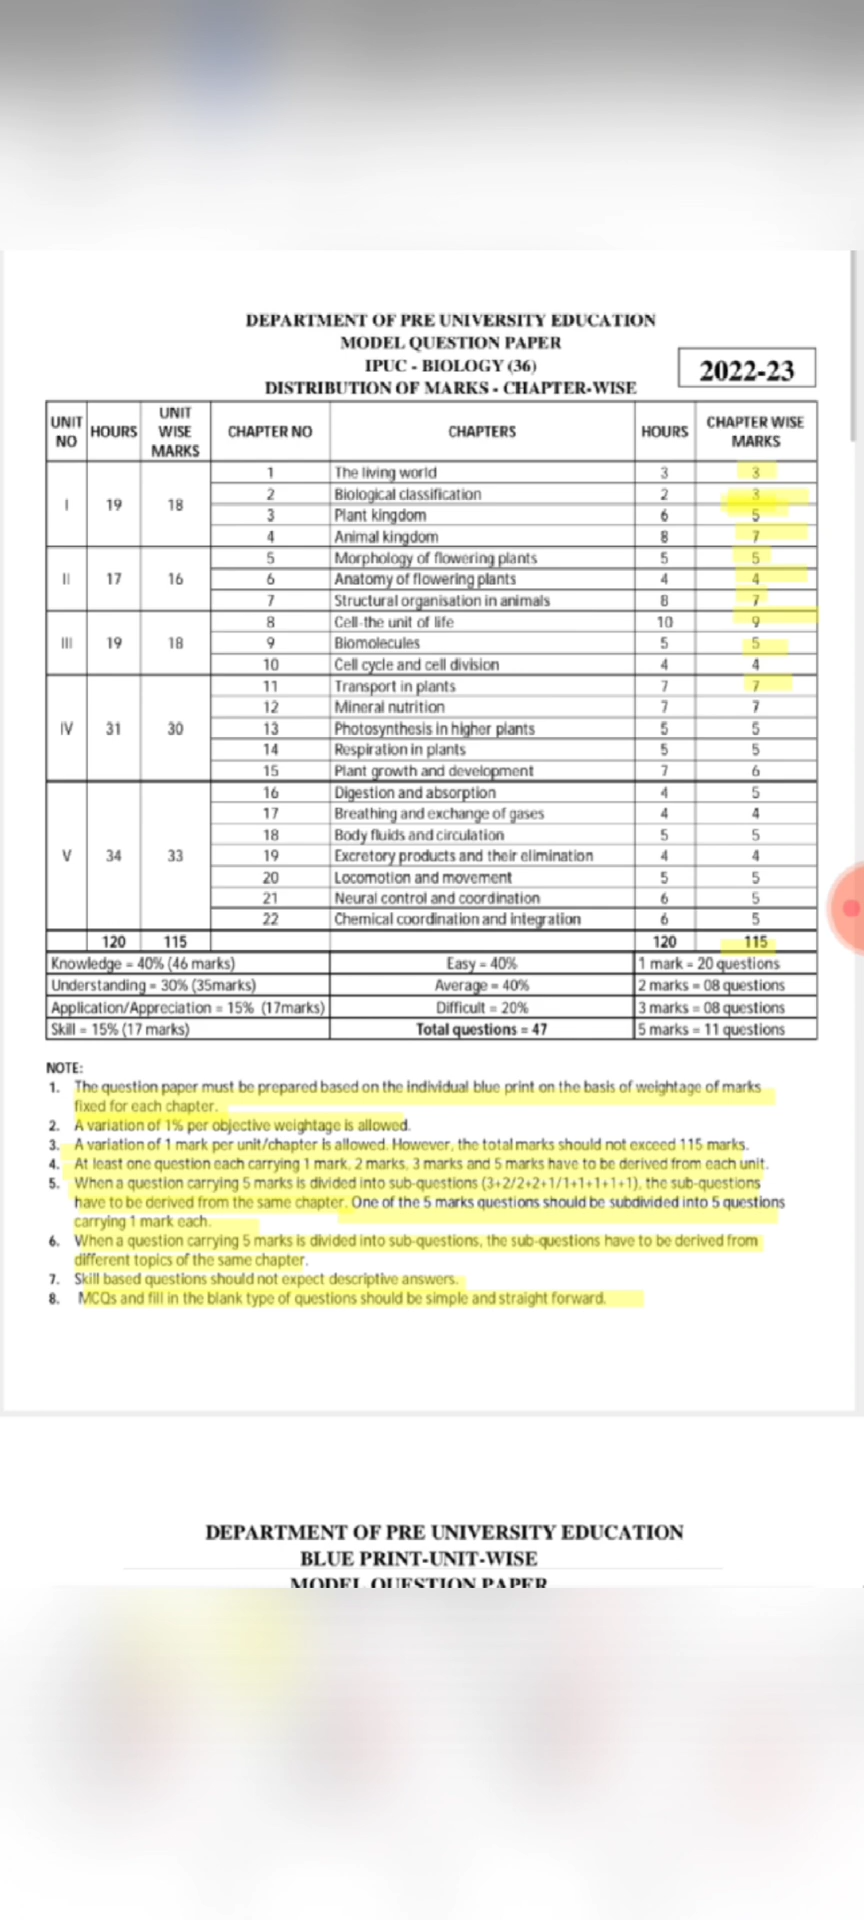 DEPARTMENT OF PRE UNIVERSITY EDUCATION
MODEL QUESTION PAPER
IPUC - BIOLOGY (36)
2022-23
DISTRIBUTION OF MARKS - CHAPTER-WISE
UNIT NO HOURS UNIT WISE MARKS CHAPTER NO CHAPTERS HOURS CHAPTER WISE MARKS
I 19 18
1 The living world 3 3
2 Biological classification 2 3
3 Plant kingdom 6 5
4 Animal kingdom 8 7
II 17 16
5 Morphology of flowering plants 5 5
6 Anatomy of flowering plants 4 4
7 Structural organisation in animals 8 7
III 19 18
8 Cell-the unit of life 10 9
9 Biomolecules 5 5
10 Cell cycle and cell division 4 4
IV 31 30
11 Transport in plants 7 7
12 Mineral nutrition 7 7
13 Photosynthesis in higher plants 5 5
14 Respiration in plants 5 5
15 Plant growth and development 7 6
V 34 33
16 Digestion and absorption 4 5
17 Breathing and exchange of gases 4 4
18 Body fluids and circulation 5 5
19 Excretory products and their elimination 4 4
20 Locomotion and movement 5 5
21 Neural control and coordination 6 5
22 Chemical coordination and integration 6 5
120 115 120 115
Knowledge = 40% (46 marks) Easy = 40% 1 mark = 20 questions
Understanding = 30% (35marks) Average = 40% 2 marks = 08 questions
Application/Appreciation = 15% (17marks) Difficult = 20% 3 marks = 08 questions
Skill = 15% (17 marks) Total questions = 47 5 marks = 11 questions
NOTE:
1. The question paper must be prepared based on the individual blue print on the basis of weightage of marks
fixed for each chapter.
2. A variation of 1% per objective weightage is allowed.
3. A variation of 1 mark per unit/chapter is allowed. However, the total marks should not exceed 115 marks.
4. At least one question each carrying 1 mark, 2 marks, 3 marks and 5 marks have to be derived from each unit.
5. When a question carrying 5 marks is divided into sub-questions (3+2/2+2+1/1+1+1+1+1), the sub-questions
have to be derived from the same chapter. One of the 5 marks questions should be subdivided into 5 questions
carrying 1 mark each.
6. When a question carrying 5 marks is divided into sub-questions, the sub-questions have to be derived from
different topics of the same chapter.
7. Skill based questions should not expect descriptive answers.
8. MCQs and fill in the blank type of questions should be simple and straight forward.
DEPARTMENT OF PRE UNIVERSITY EDUCATION
BLUE PRINT-UNIT-WISE
MODEL QUESTION PAPER